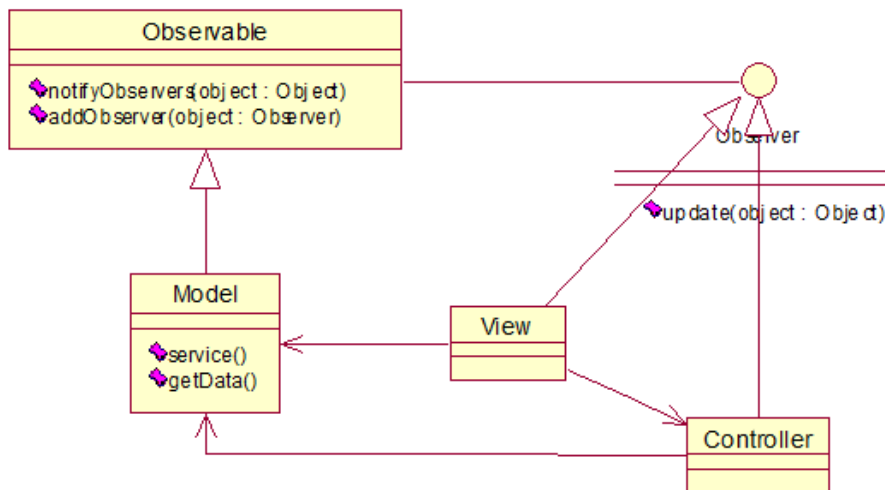 Observable
notifyObservers(object : Object)
addObserver(object : Observer)
Observer
update(object : Object)
Model
service()
getData()
View
Controller